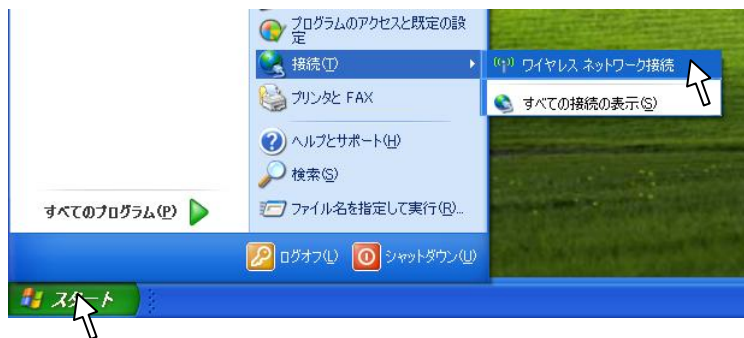 プログラムのアクセスと既定の設
定
接続(T)
ワイヤレス ネットワーク接続
プリンタと FAX
すべての接続の表示(S)
ヘルプとサポート(H)
検索(S)
すべてのプログラム(P)
ファイル名を指定して実行(R)...
ログオフ(L)
シャットダウン(U)
スタート